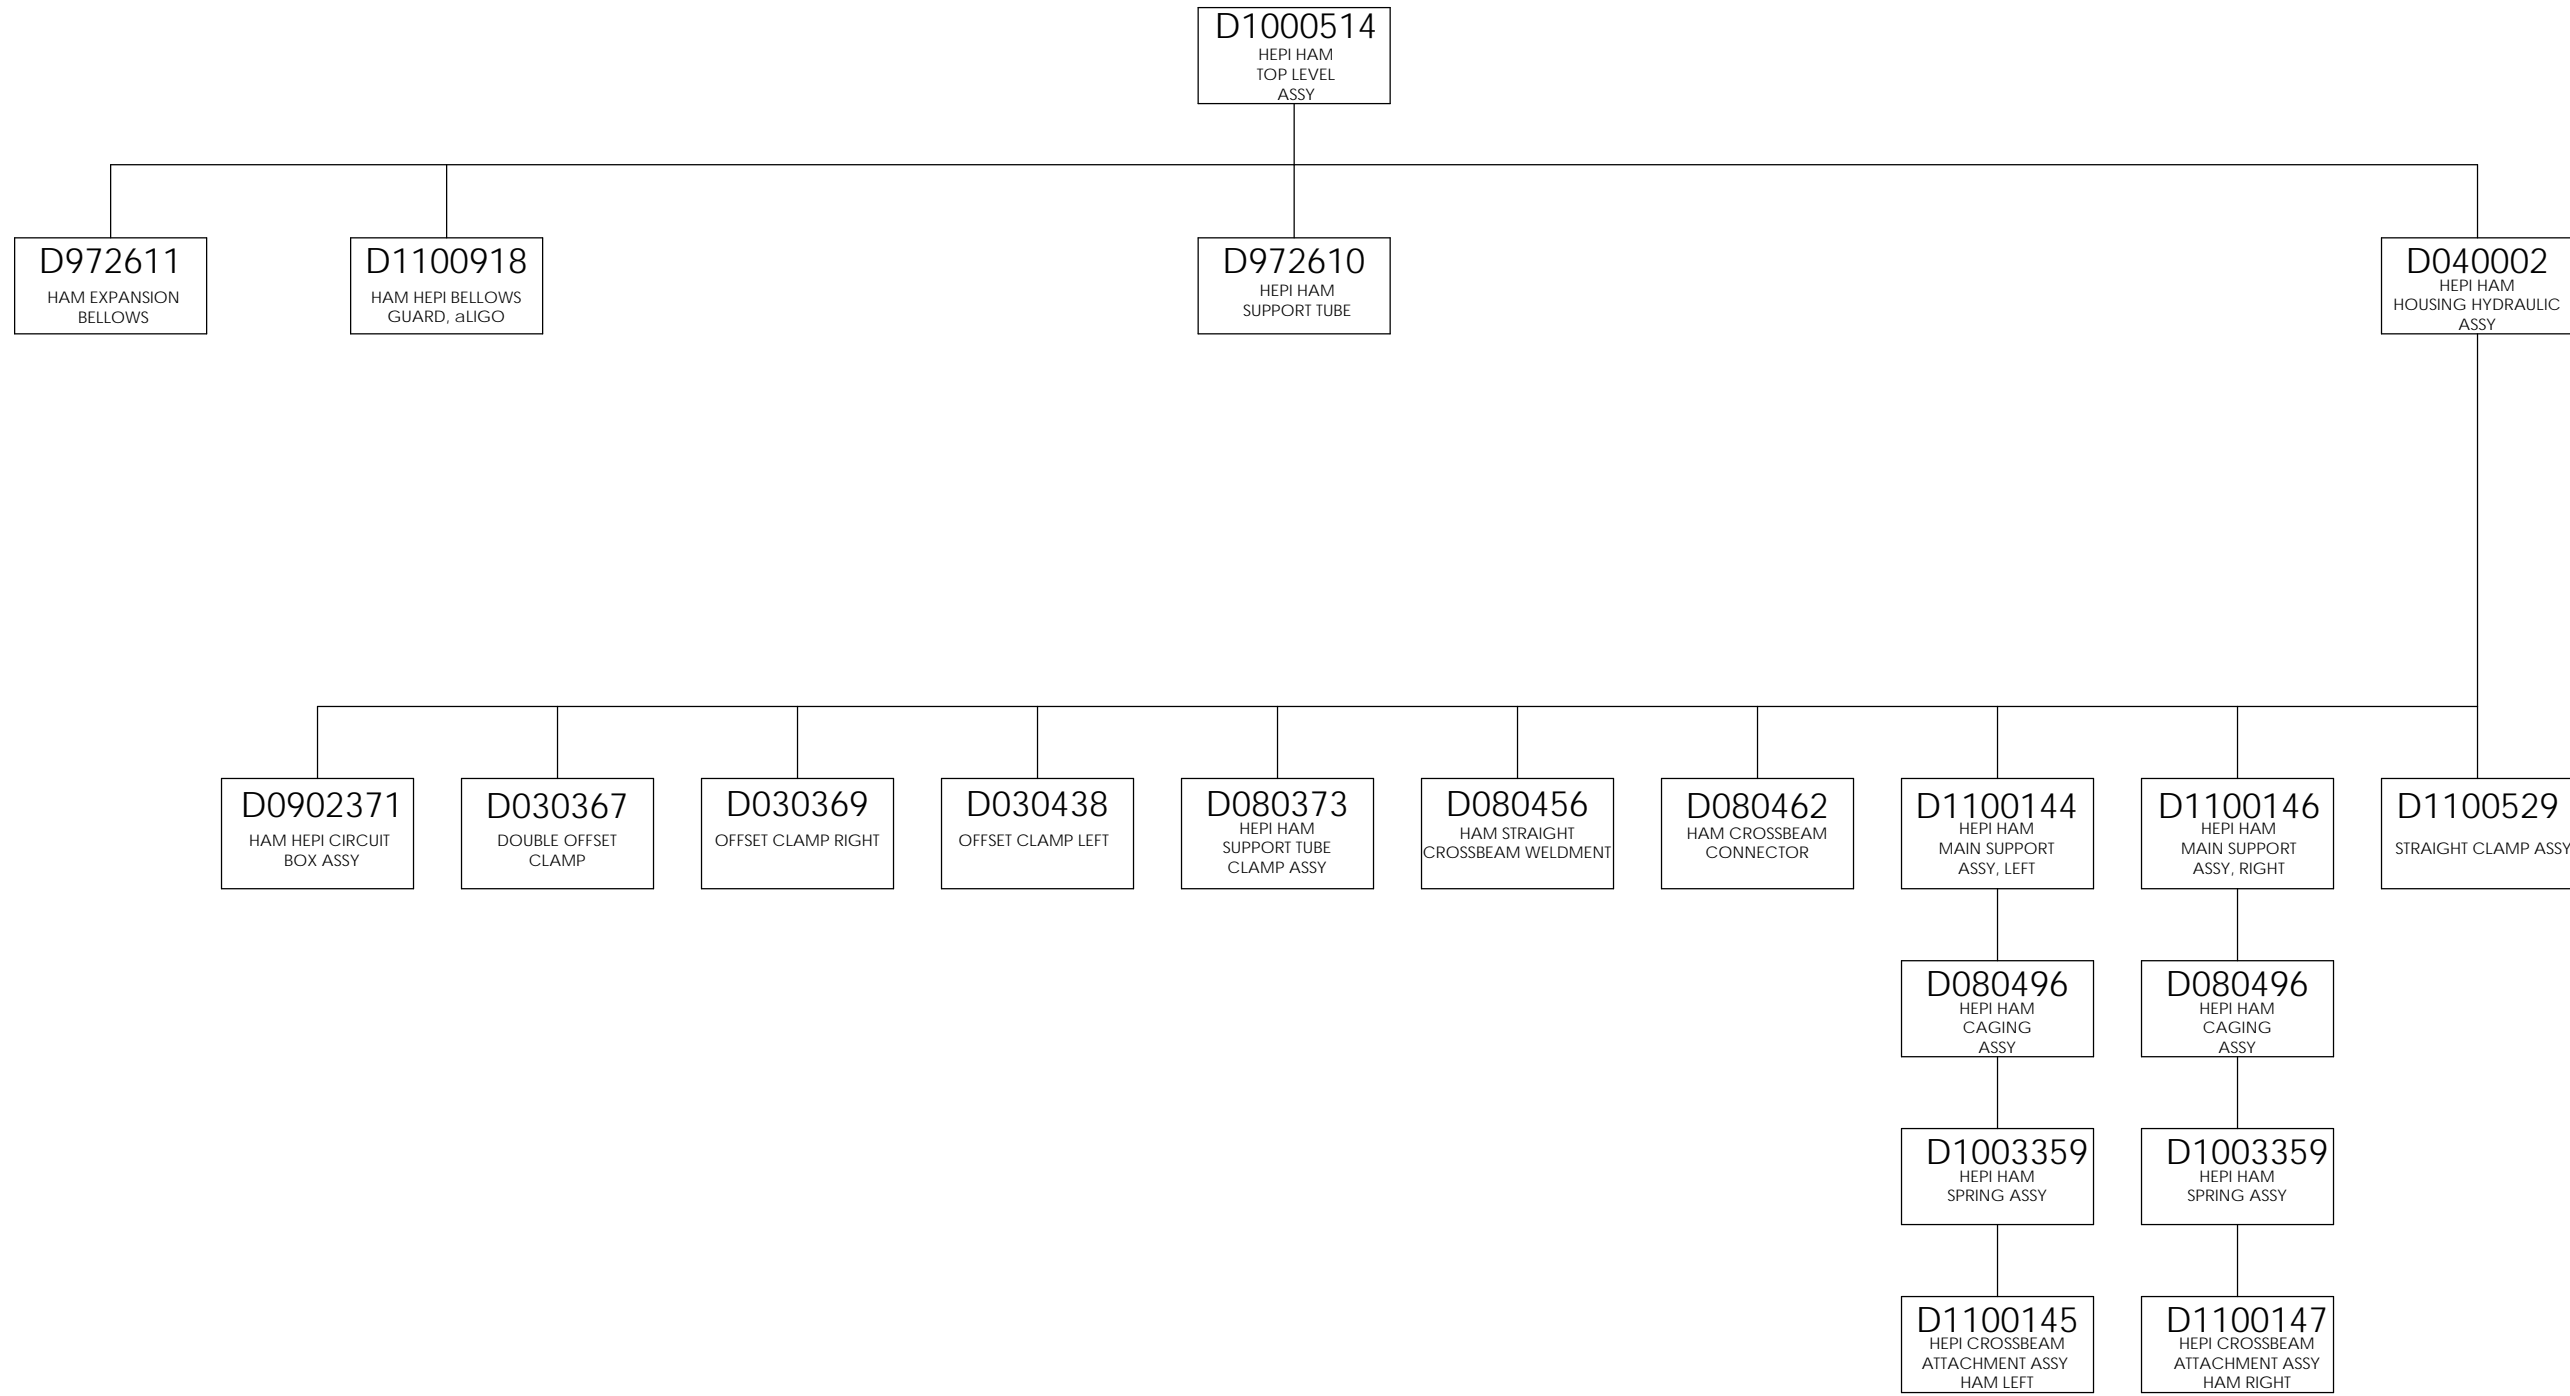 D1000514
HEPI HAM
TOP LEVEL
ASSY
D972611
HAM EXPANSION
BELLOWS
D1100918
HAM HEPI BELLOWS
GUARD, aLIGO
D972610
HEPI HAM
SUPPORT TUBE
D040002
HEPI HAM
HOUSING HYDRAULIC
ASSY
D0902371
HAM HEPI CIRCUIT
BOX ASSY
D030367
DOUBLE OFFSET
CLAMP
D030369
OFFSET CLAMP RIGHT
D030438
OFFSET CLAMP LEFT
D080373
HEPI HAM
SUPPORT TUBE
CLAMP ASSY
D080456
HAM STRAIGHT
CROSSBEAM WELDMENT
D080462
HAM CROSSBEAM
CONNECTOR
D1100144
HEPI HAM
MAIN SUPPORT
ASSY, LEFT
D1100146
HEPI HAM
MAIN SUPPORT
ASSY, RIGHT
D1100529
STRAIGHT CLAMP ASSY
D080496
HEPI HAM
CAGING
ASSY
D080496
HEPI HAM
CAGING
ASSY
D1003359
HEPI HAM
SPRING ASSY
D1003359
HEPI HAM
SPRING ASSY
D1100145
HEPI CROSSBEAM
ATTACHMENT ASSY
HAM LEFT
D1100147
HEPI CROSSBEAM
ATTACHMENT ASSY
HAM RIGHT